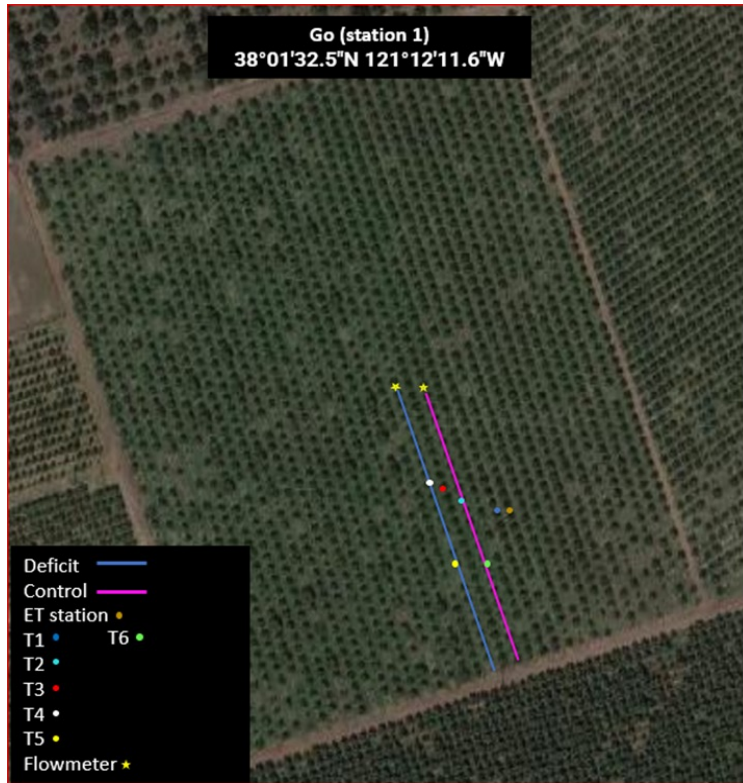 Go (station 1)
38°01'32.5"N 121°12'11.6"W
Deficit
Control
ET station
T1 T6
T2
T3
T4
T5
Flowmeter